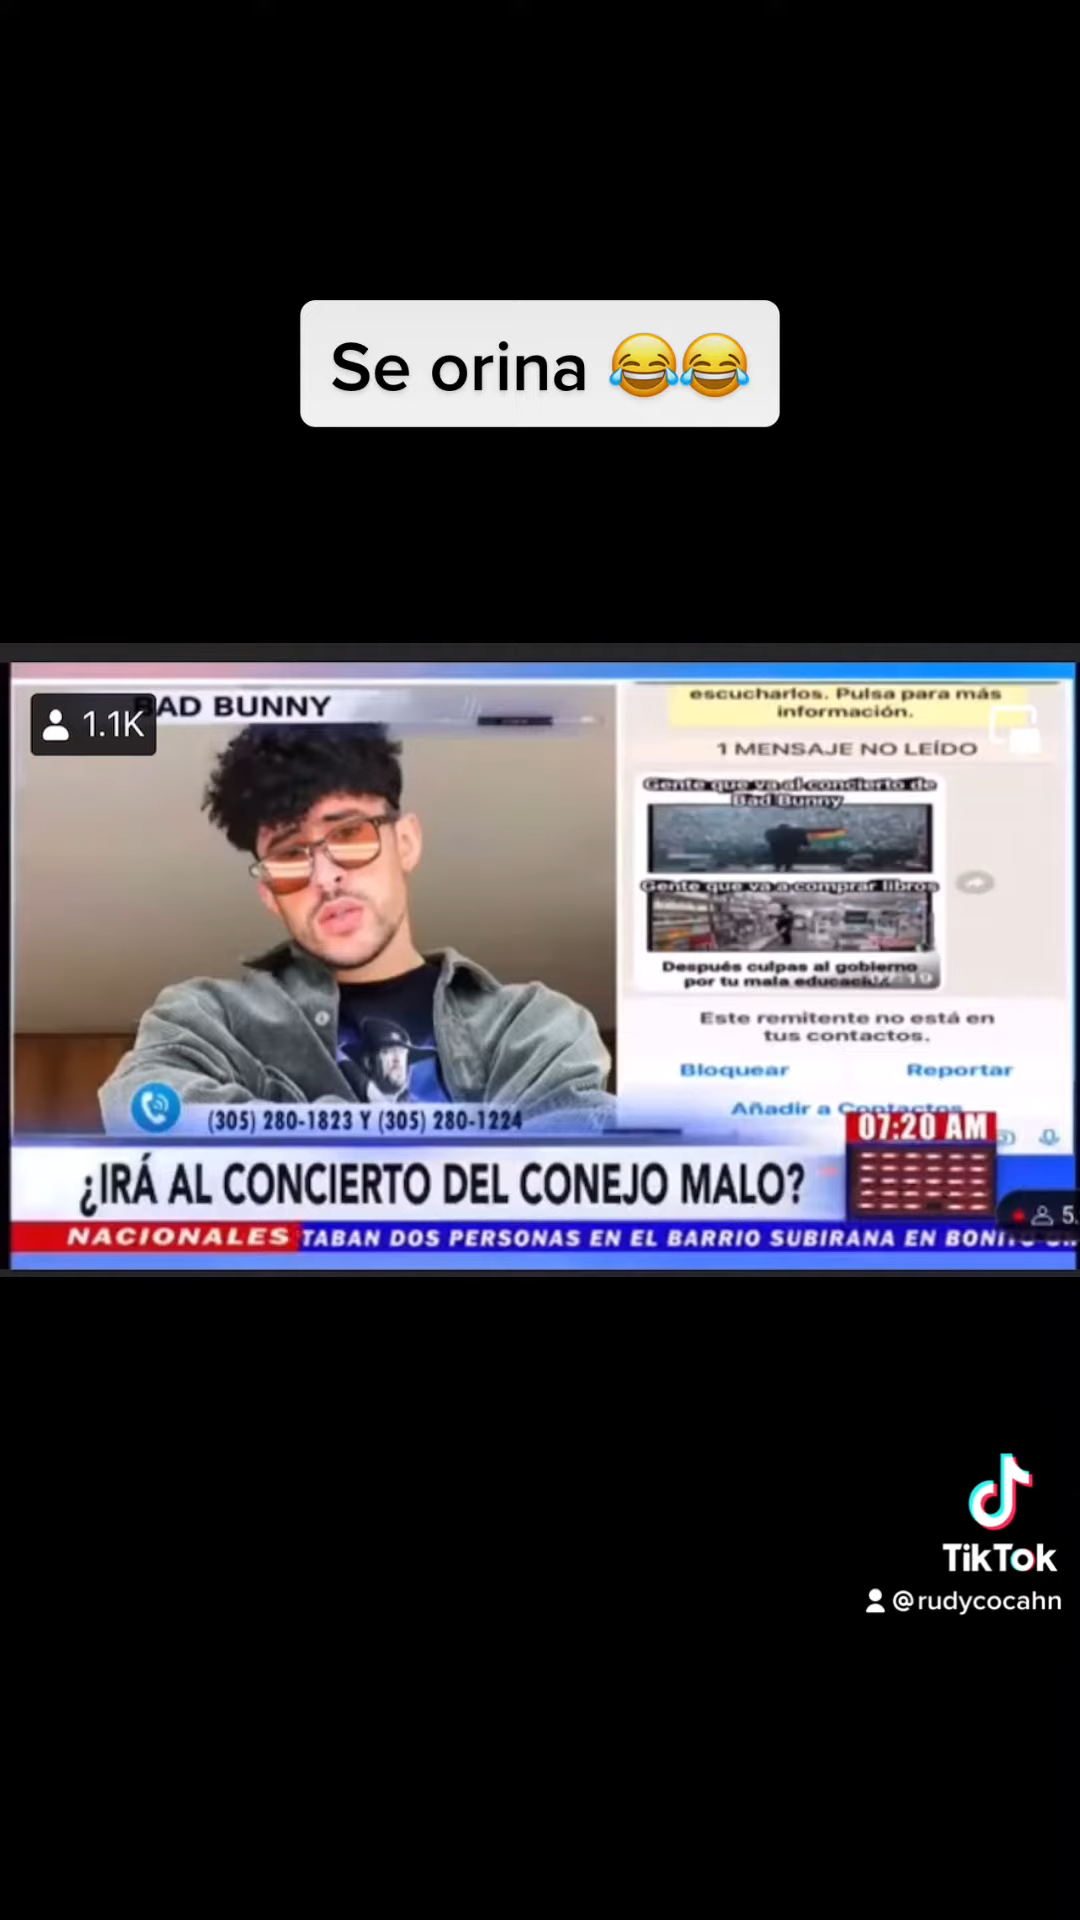 Se orina 😂😂
BAD BUNNY
1.1K
escucharlos. Pulsa para más
información.
1 MENSAJE NO LEÍDO
Gente que va al concierto de
Bad Bunny
Gente que va a comprar libros
Después culpas al gobierno
por tu mala
Este remitente no está en
tus contactos.
Bloquear
Reportar
Añadir a Contactos
(305) 280-1823 Y (305) 280-1224
07:20 AM
¿IRÁ AL CONCIERTO DEL CONEJO MALO?
5.
NACIONALES TABAN DOS PERSONAS EN EL BARRIO SUBIRANA EN
TikTok
@rudycocahn